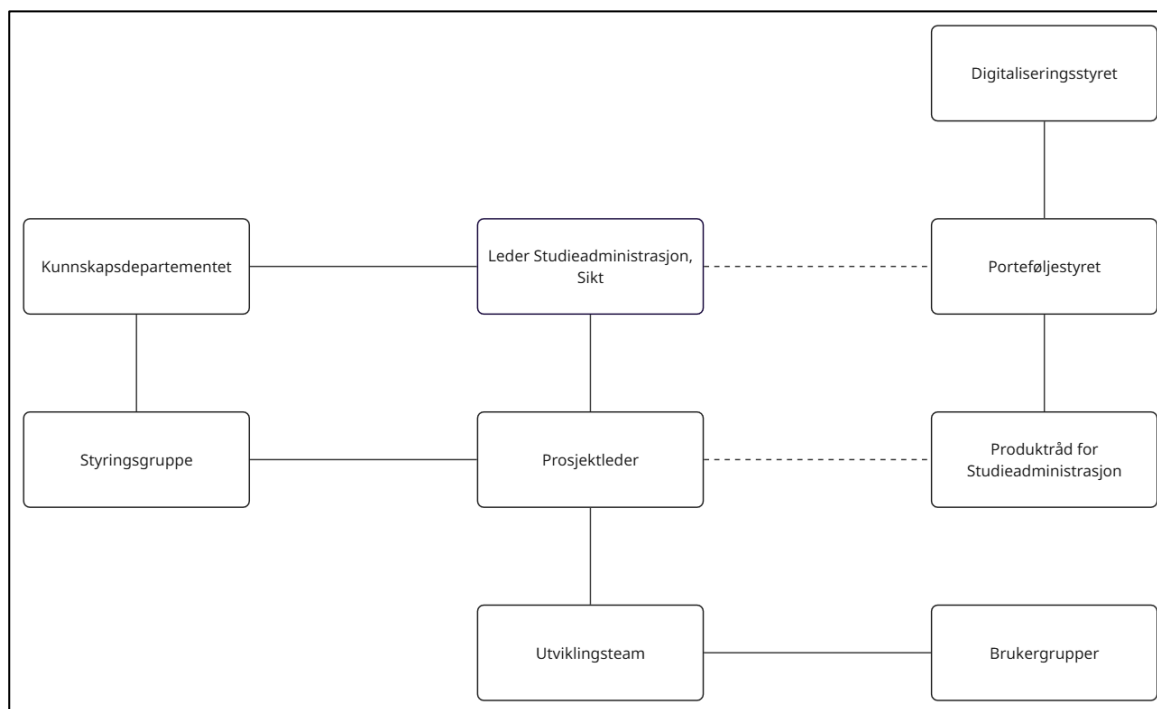 Digitaliseringsstyret
Kunnskapsdepartementet
Leder Studieadministrasjon,
Sikt
Porteføljestyret
Styringsgruppe
Prosjektleder
Produktråd for
Studieadministrasjon
Utviklingsteam
Brukergrupper